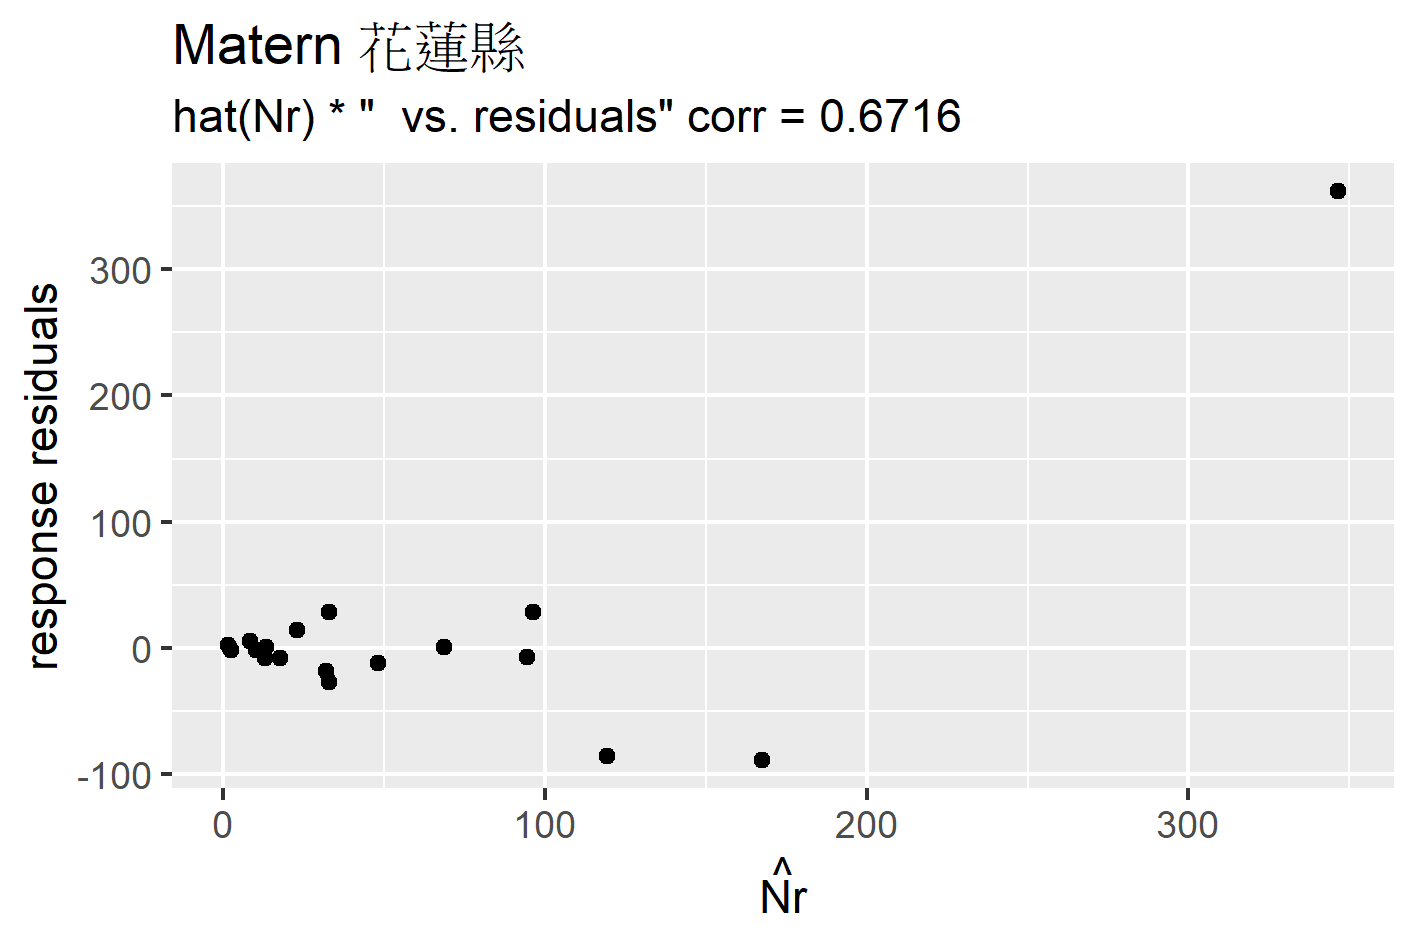 Matern 花蓮縣
hat(Nr) * "  vs. residuals" corr = 0.6716
response residuals
300
200
100
0
-100
0
100
200
300
N̂r